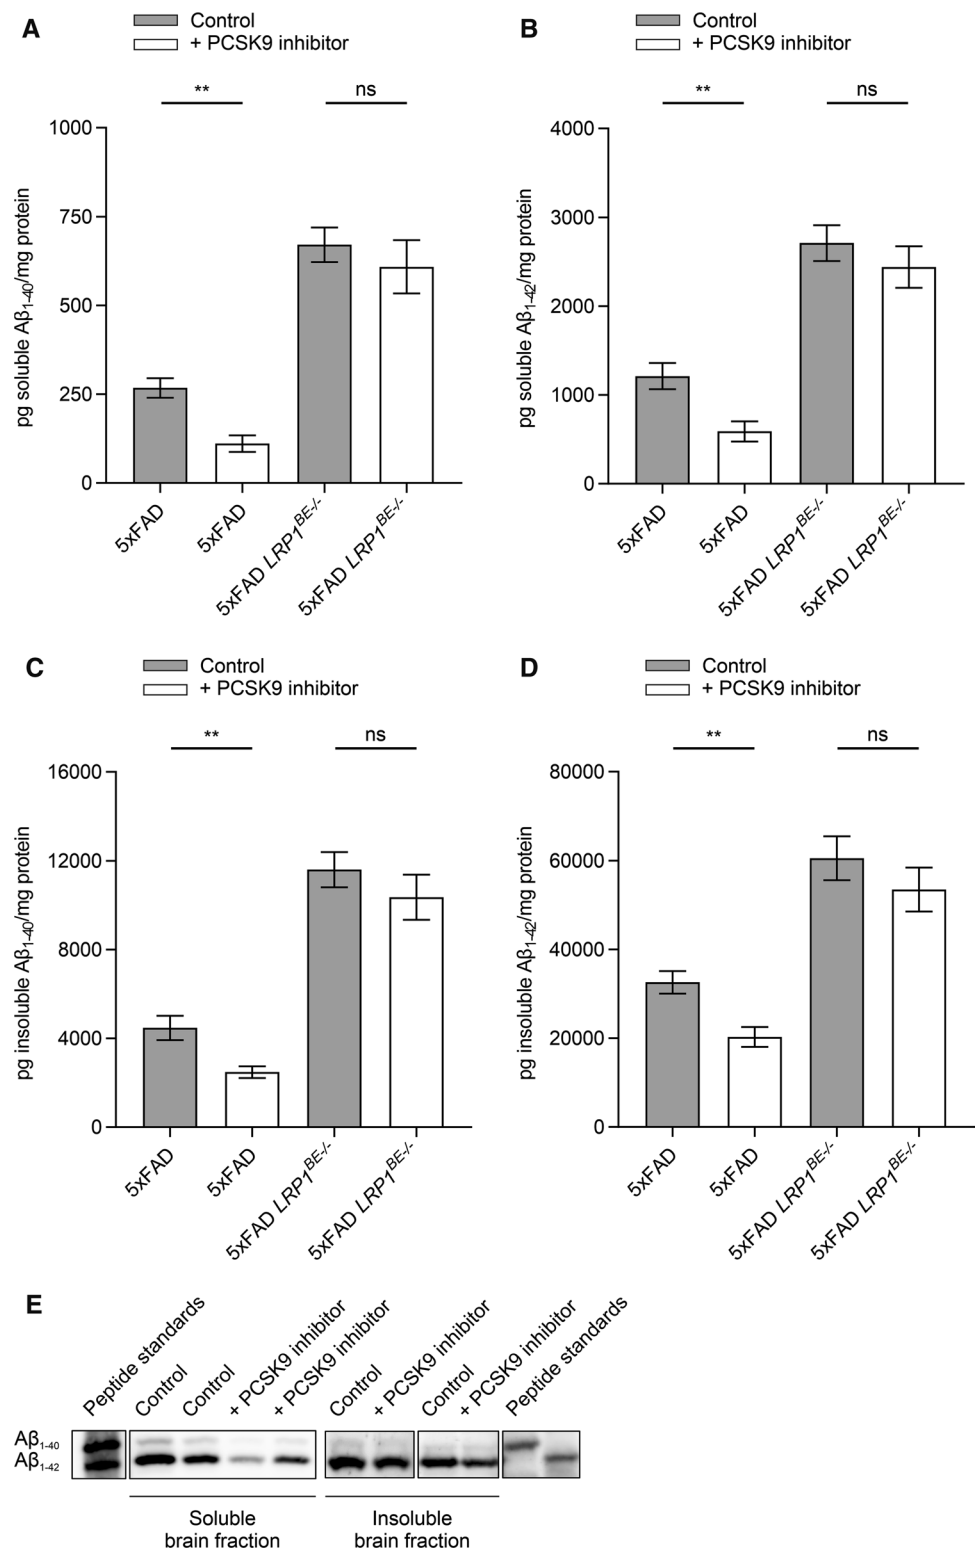 A
Control
+ PCSK9 inhibitor
**
ns
pg soluble Aβ1-40/mg protein
1000
750
500
250
0
5xFAD
5xFAD
5xFAD LRP1BE-/-
5xFAD LRP1BE-/-
B
Control
+ PCSK9 inhibitor
**
ns
pg soluble Aβ1-42/mg protein
4000
3000
2000
1000
0
5xFAD
5xFAD
5xFAD LRP1BE-/-
5xFAD LRP1BE-/-
C
Control
+ PCSK9 inhibitor
**
ns
pg insoluble Aβ1-40/mg protein
16000
12000
8000
4000
0
5xFAD
5xFAD
5xFAD LRP1BE-/-
5xFAD LRP1BE-/-
D
Control
+ PCSK9 inhibitor
**
ns
pg insoluble Aβ1-42/mg protein
80000
60000
40000
20000
0
5xFAD
5xFAD
5xFAD LRP1BE-/-
5xFAD LRP1BE-/-
E
Peptide standards
Control
Control
+ PCSK9 inhibitor
+ PCSK9 inhibitor
Control
+ PCSK9 inhibitor
Control
+ PCSK9 inhibitor
Peptide standards
Aβ1-40
Aβ1-42
Soluble
brain fraction
Insoluble
brain fraction